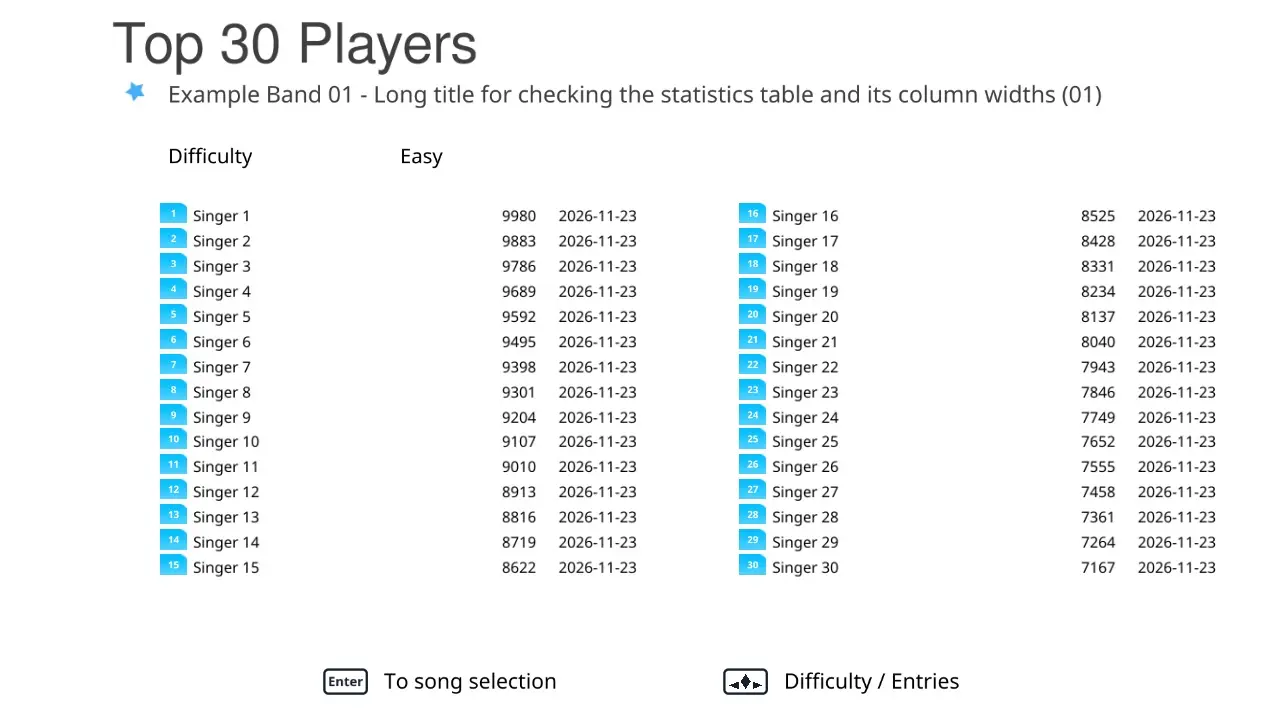 Top 30 Players
Example Band 01 - Long title for checking the statistics table and its column widths (01)
Difficulty Easy
1 Singer 1 9980 2026-11-23
2 Singer 2 9883 2026-11-23
3 Singer 3 9786 2026-11-23
4 Singer 4 9689 2026-11-23
5 Singer 5 9592 2026-11-23
6 Singer 6 9495 2026-11-23
7 Singer 7 9398 2026-11-23
8 Singer 8 9301 2026-11-23
9 Singer 9 9204 2026-11-23
10 Singer 10 9107 2026-11-23
11 Singer 11 9010 2026-11-23
12 Singer 12 8913 2026-11-23
13 Singer 13 8816 2026-11-23
14 Singer 14 8719 2026-11-23
15 Singer 15 8622 2026-11-23
16 Singer 16 8525 2026-11-23
17 Singer 17 8428 2026-11-23
18 Singer 18 8331 2026-11-23
19 Singer 19 8234 2026-11-23
20 Singer 20 8137 2026-11-23
21 Singer 21 8040 2026-11-23
22 Singer 22 7943 2026-11-23
23 Singer 23 7846 2026-11-23
24 Singer 24 7749 2026-11-23
25 Singer 25 7652 2026-11-23
26 Singer 26 7555 2026-11-23
27 Singer 27 7458 2026-11-23
28 Singer 28 7361 2026-11-23
29 Singer 29 7264 2026-11-23
30 Singer 30 7167 2026-11-23
Enter To song selection
Difficulty / Entries